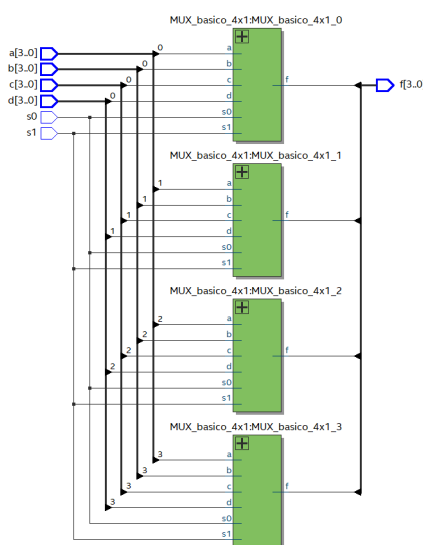 MUX_basico_4x1:MUX_basico_4x1_0
a[3..0]
b[3..0]
c[3..0]
d[3..0]
s0
s1
0
0
0
0
a
b
c
d
s0
s1
f
f[3..0
MUX_basico_4x1:MUX_basico_4x1_1
1
1
1
1
a
b
c
d
s0
s1
f
MUX_basico_4x1:MUX_basico_4x1_2
2
2
2
2
a
b
c
d
s0
s1
f
MUX_basico_4x1:MUX_basico_4x1_3
3
3
3
3
a
b
c
d
s0
s1
f